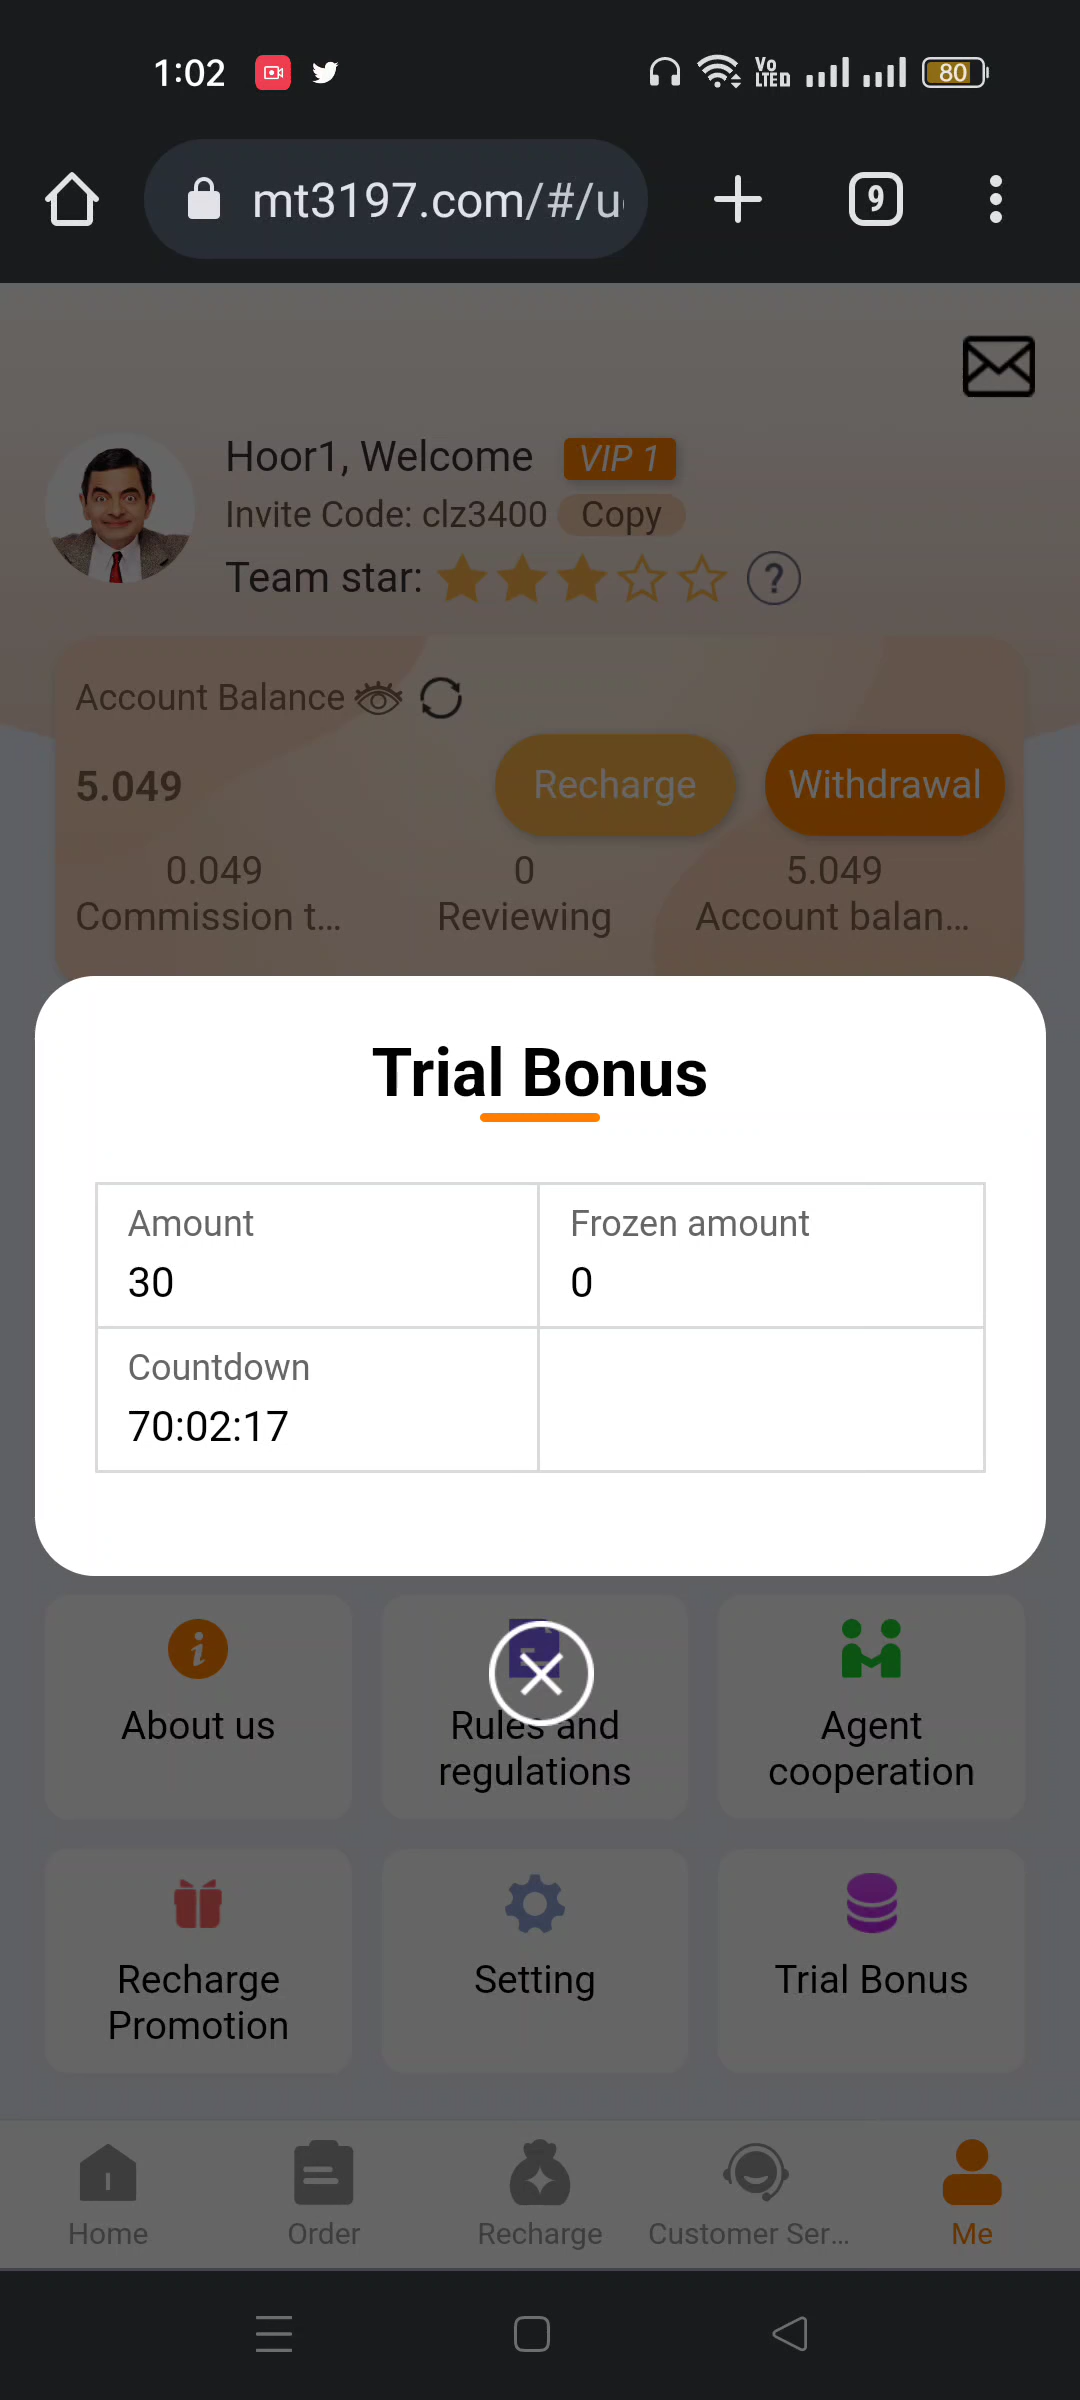 1:02
Vo
LTED
80
mt3197.com/#/u
9
Hoor1, Welcome VIP 1
Invite Code: clz3400 Copy
Team star: ?
Account Balance
5.049 Recharge Withdrawal
0.049 0 5.049
Commission t... Reviewing Account balan...
Trial Bonus
Amount Frozen amount
30 0
Countdown
70:02:17
About us Rules and regulations Agent cooperation
Recharge Promotion Setting Trial Bonus
Home Order Recharge Customer Ser... Me